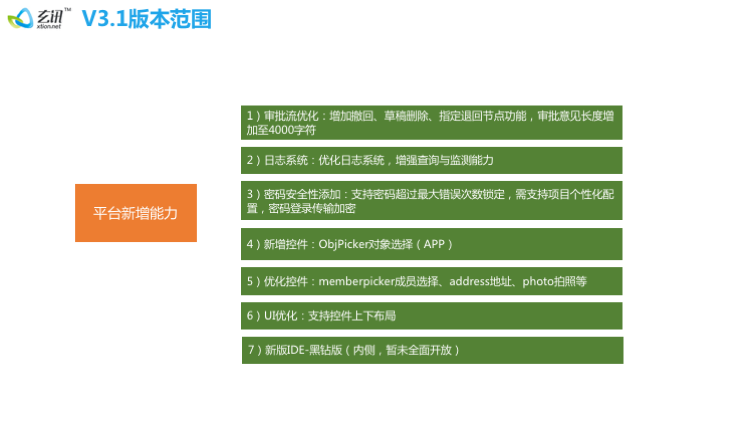 玄讯™
xtion.net
V3.1版本范围
平台新增能力
1）审批流优化：增加撤回、草稿删除、指定退回节点功能，审批意见长度增
加至4000字符
2）日志系统：优化日志系统，增强查询与监测能力
3）密码安全性添加：支持密码超过最大错误次数锁定，需支持项目个性化配
置，密码登录传输加密
4）新增控件：ObjPicker对象选择（APP）
5）优化控件：memberpicker成员选择、address地址、photo拍照等
6）UI优化：支持控件上下布局
7）新版IDE-黑钻版（内侧，暂未全面开放）